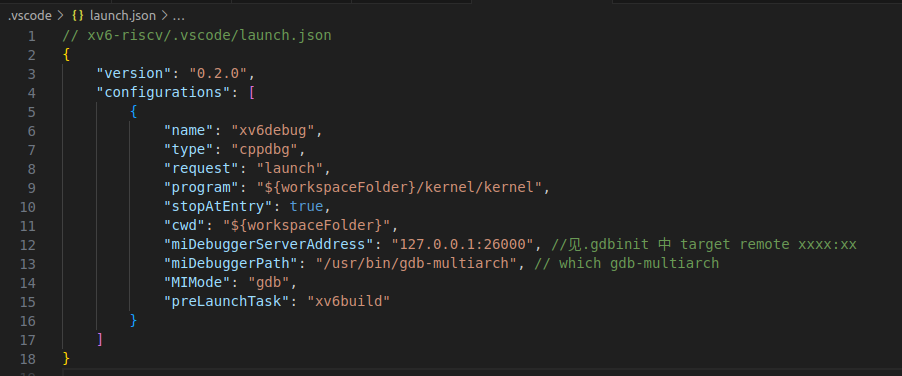 .vscode > {} launch.json > ...
1 // xv6-riscv/.vscode/launch.json
2 {
3     "version": "0.2.0",
4     "configurations": [
5         {
6             "name": "xv6debug",
7             "type": "cppdbg",
8             "request": "launch",
9             "program": "${workspaceFolder}/kernel/kernel",
10             "stopAtEntry": true,
11             "cwd": "${workspaceFolder}",
12             "miDebuggerServerAddress": "127.0.0.1:26000", //见.gdbinit 中 target remote xxxx:xx
13             "miDebuggerPath": "/usr/bin/gdb-multiarch", // which gdb-multiarch
14             "MIMode": "gdb",
15             "preLaunchTask": "xv6build"
16         }
17     ]
18 }
19